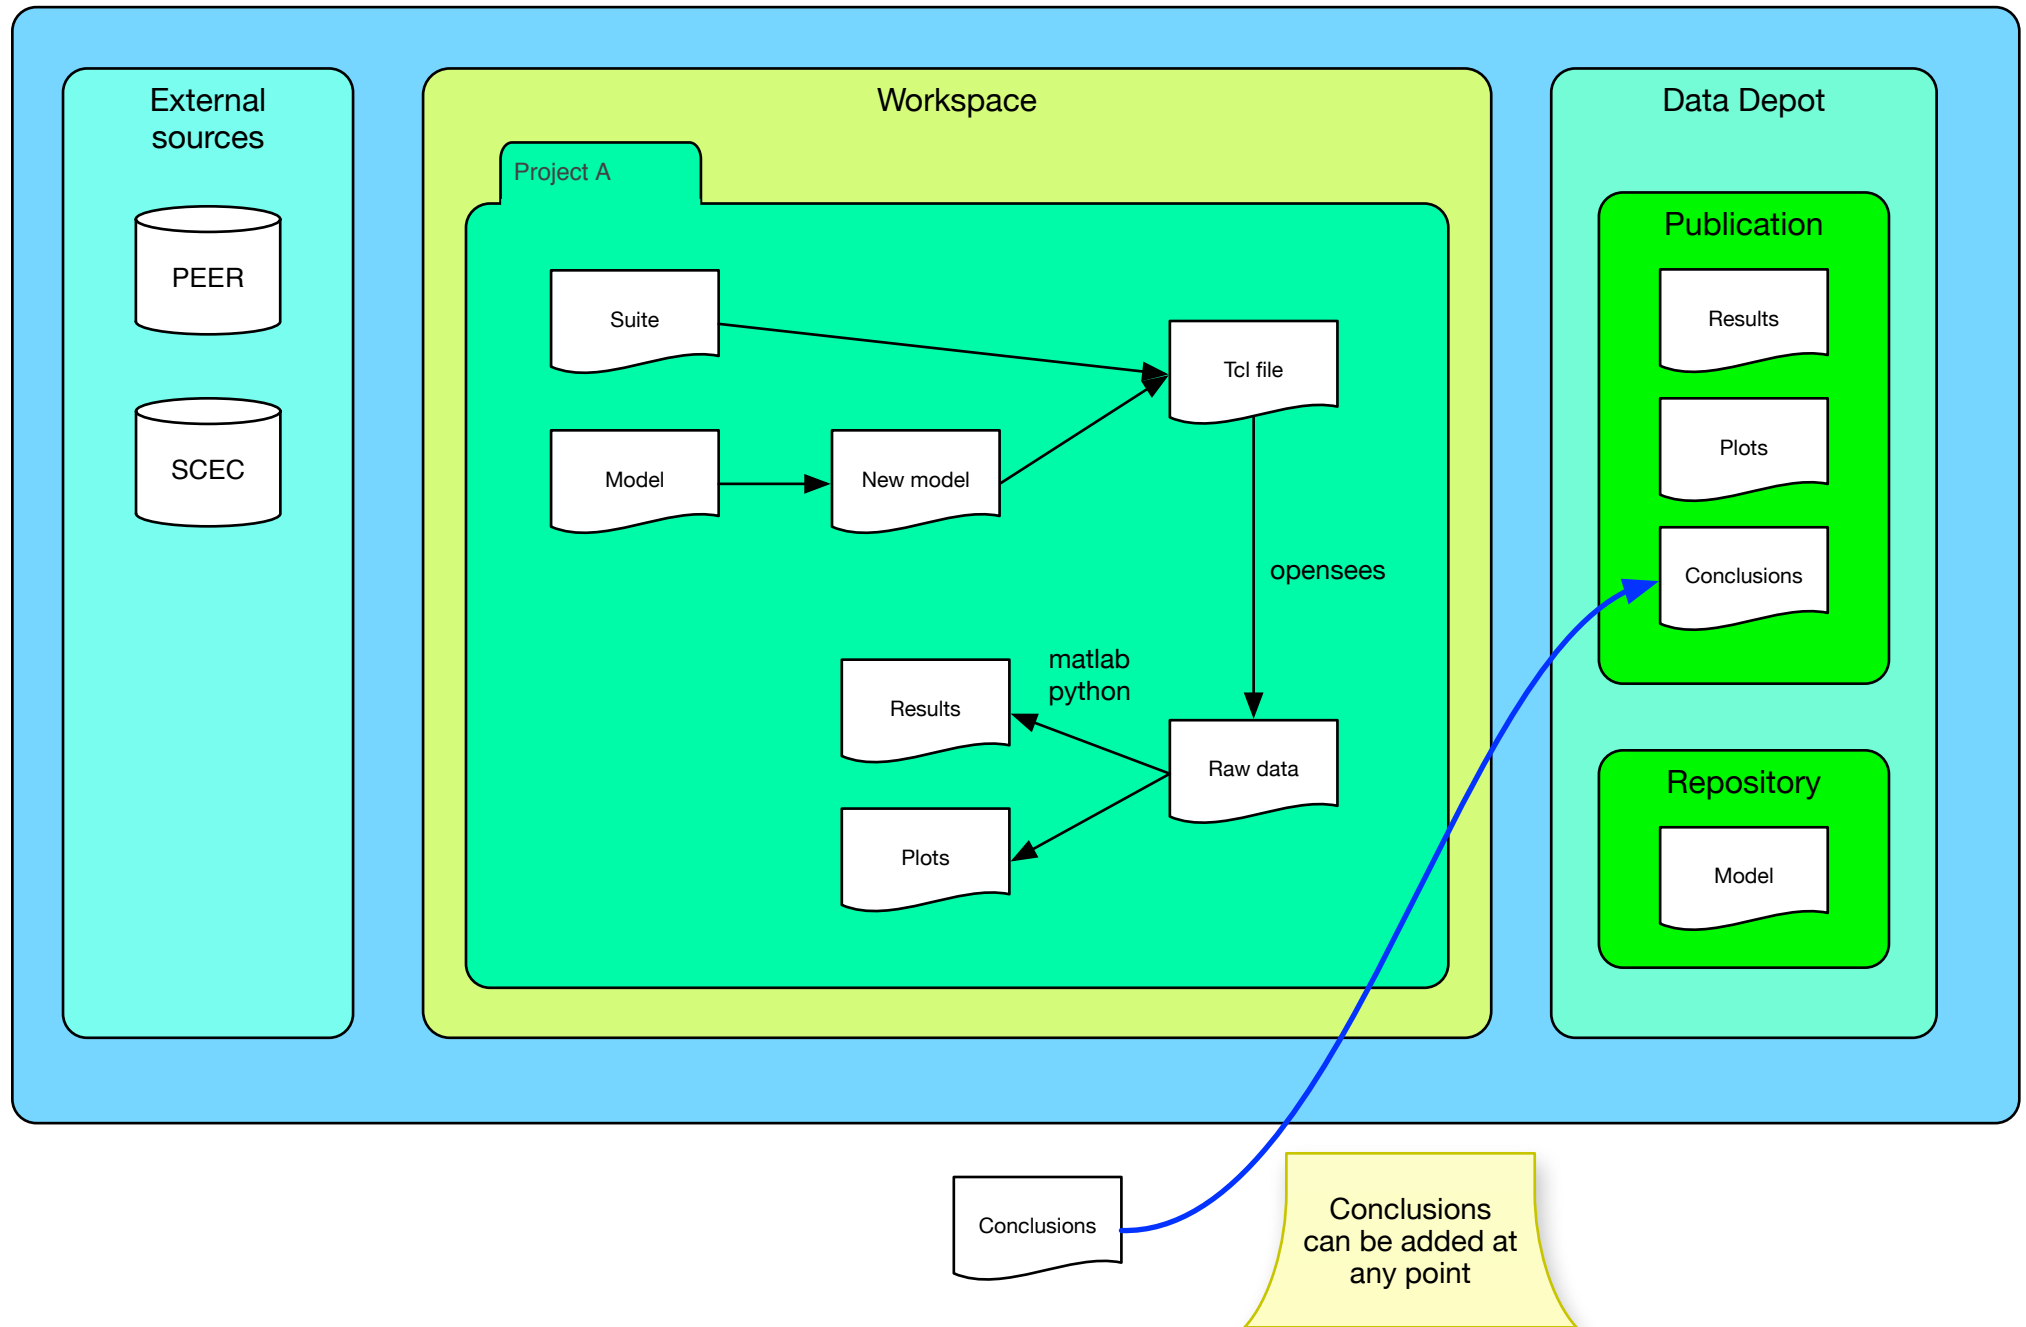 External
sources
PEER
SCEC
Workspace
Project A
Suite
Tcl file
Model
New model
opensees
matlab
python
Results
Raw data
Plots
Data Depot
Publication
Results
Plots
Conclusions
Repository
Model
Conclusions
Conclusions
can be added at
any point